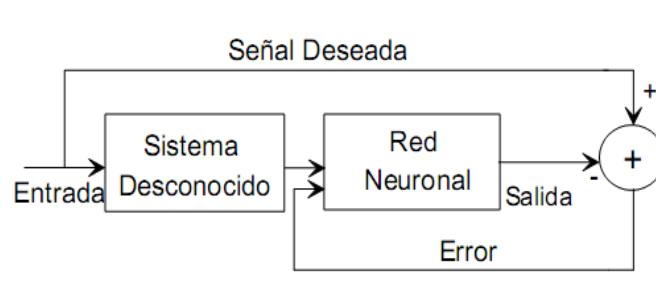 Señal Deseada
+
Sistema
Desconocido
Red
Neuronal
+
-
Entrada
Salida
Error